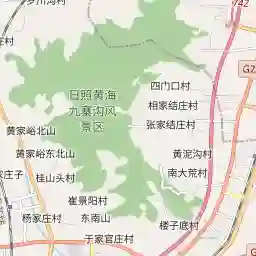 罗川沟村
742
庄村
G2
四门口村
日照黄海
九寨沟风
景区
相家结庄村
张家结庄村
黄家峪北山
黄家峪东北山
黄泥沟村
庄子
桂山头村
南大荒村
崔景阳村
杨家庄村
东南山
楼子底村
于家官庄村